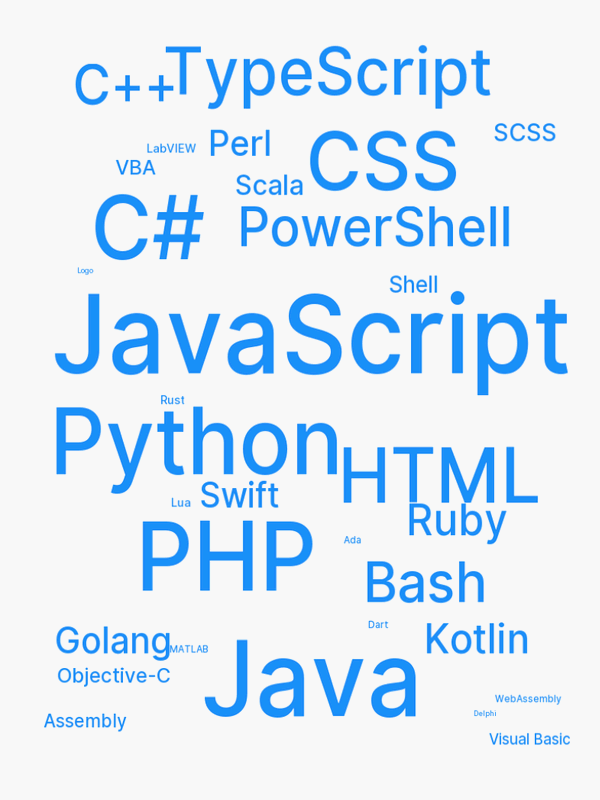 TypeScript
C++
SCSS
Perl
LabVIEW
CSS
VBA
Scala
C#
PowerShell
Logo
Shell
JavaScript
Rust
Python
HTML
Swift
Lua
Ruby
PHP
Ada
Bash
Dart
Golang
Kotlin
MATLAB
Objective-C
Java
WebAssembly
Delphi
Assembly
Visual Basic